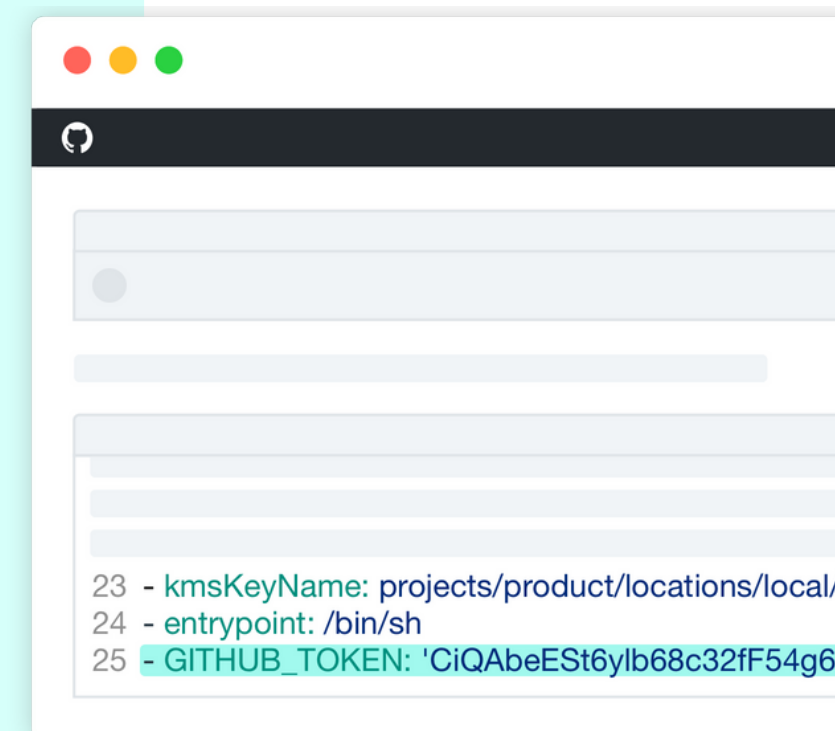 23 - kmsKeyName: projects/product/locations/local/
24 - entrypoint: /bin/sh
25 - GITHUB_TOKEN: 'CiQAbeESt6ylb68c32fF54g6